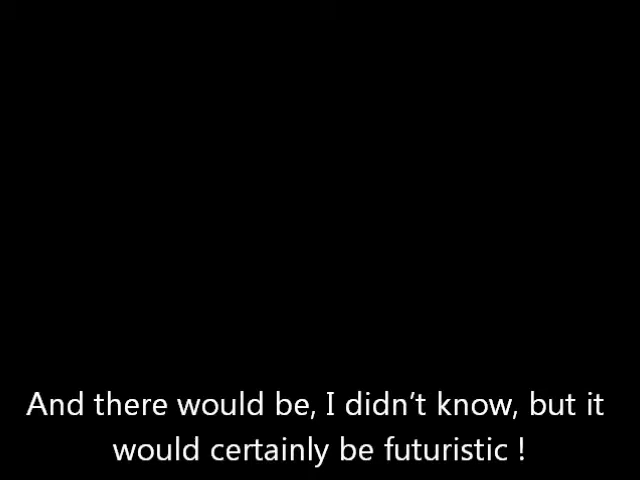 And there would be, I didn’t know, but it
would certainly be futuristic !